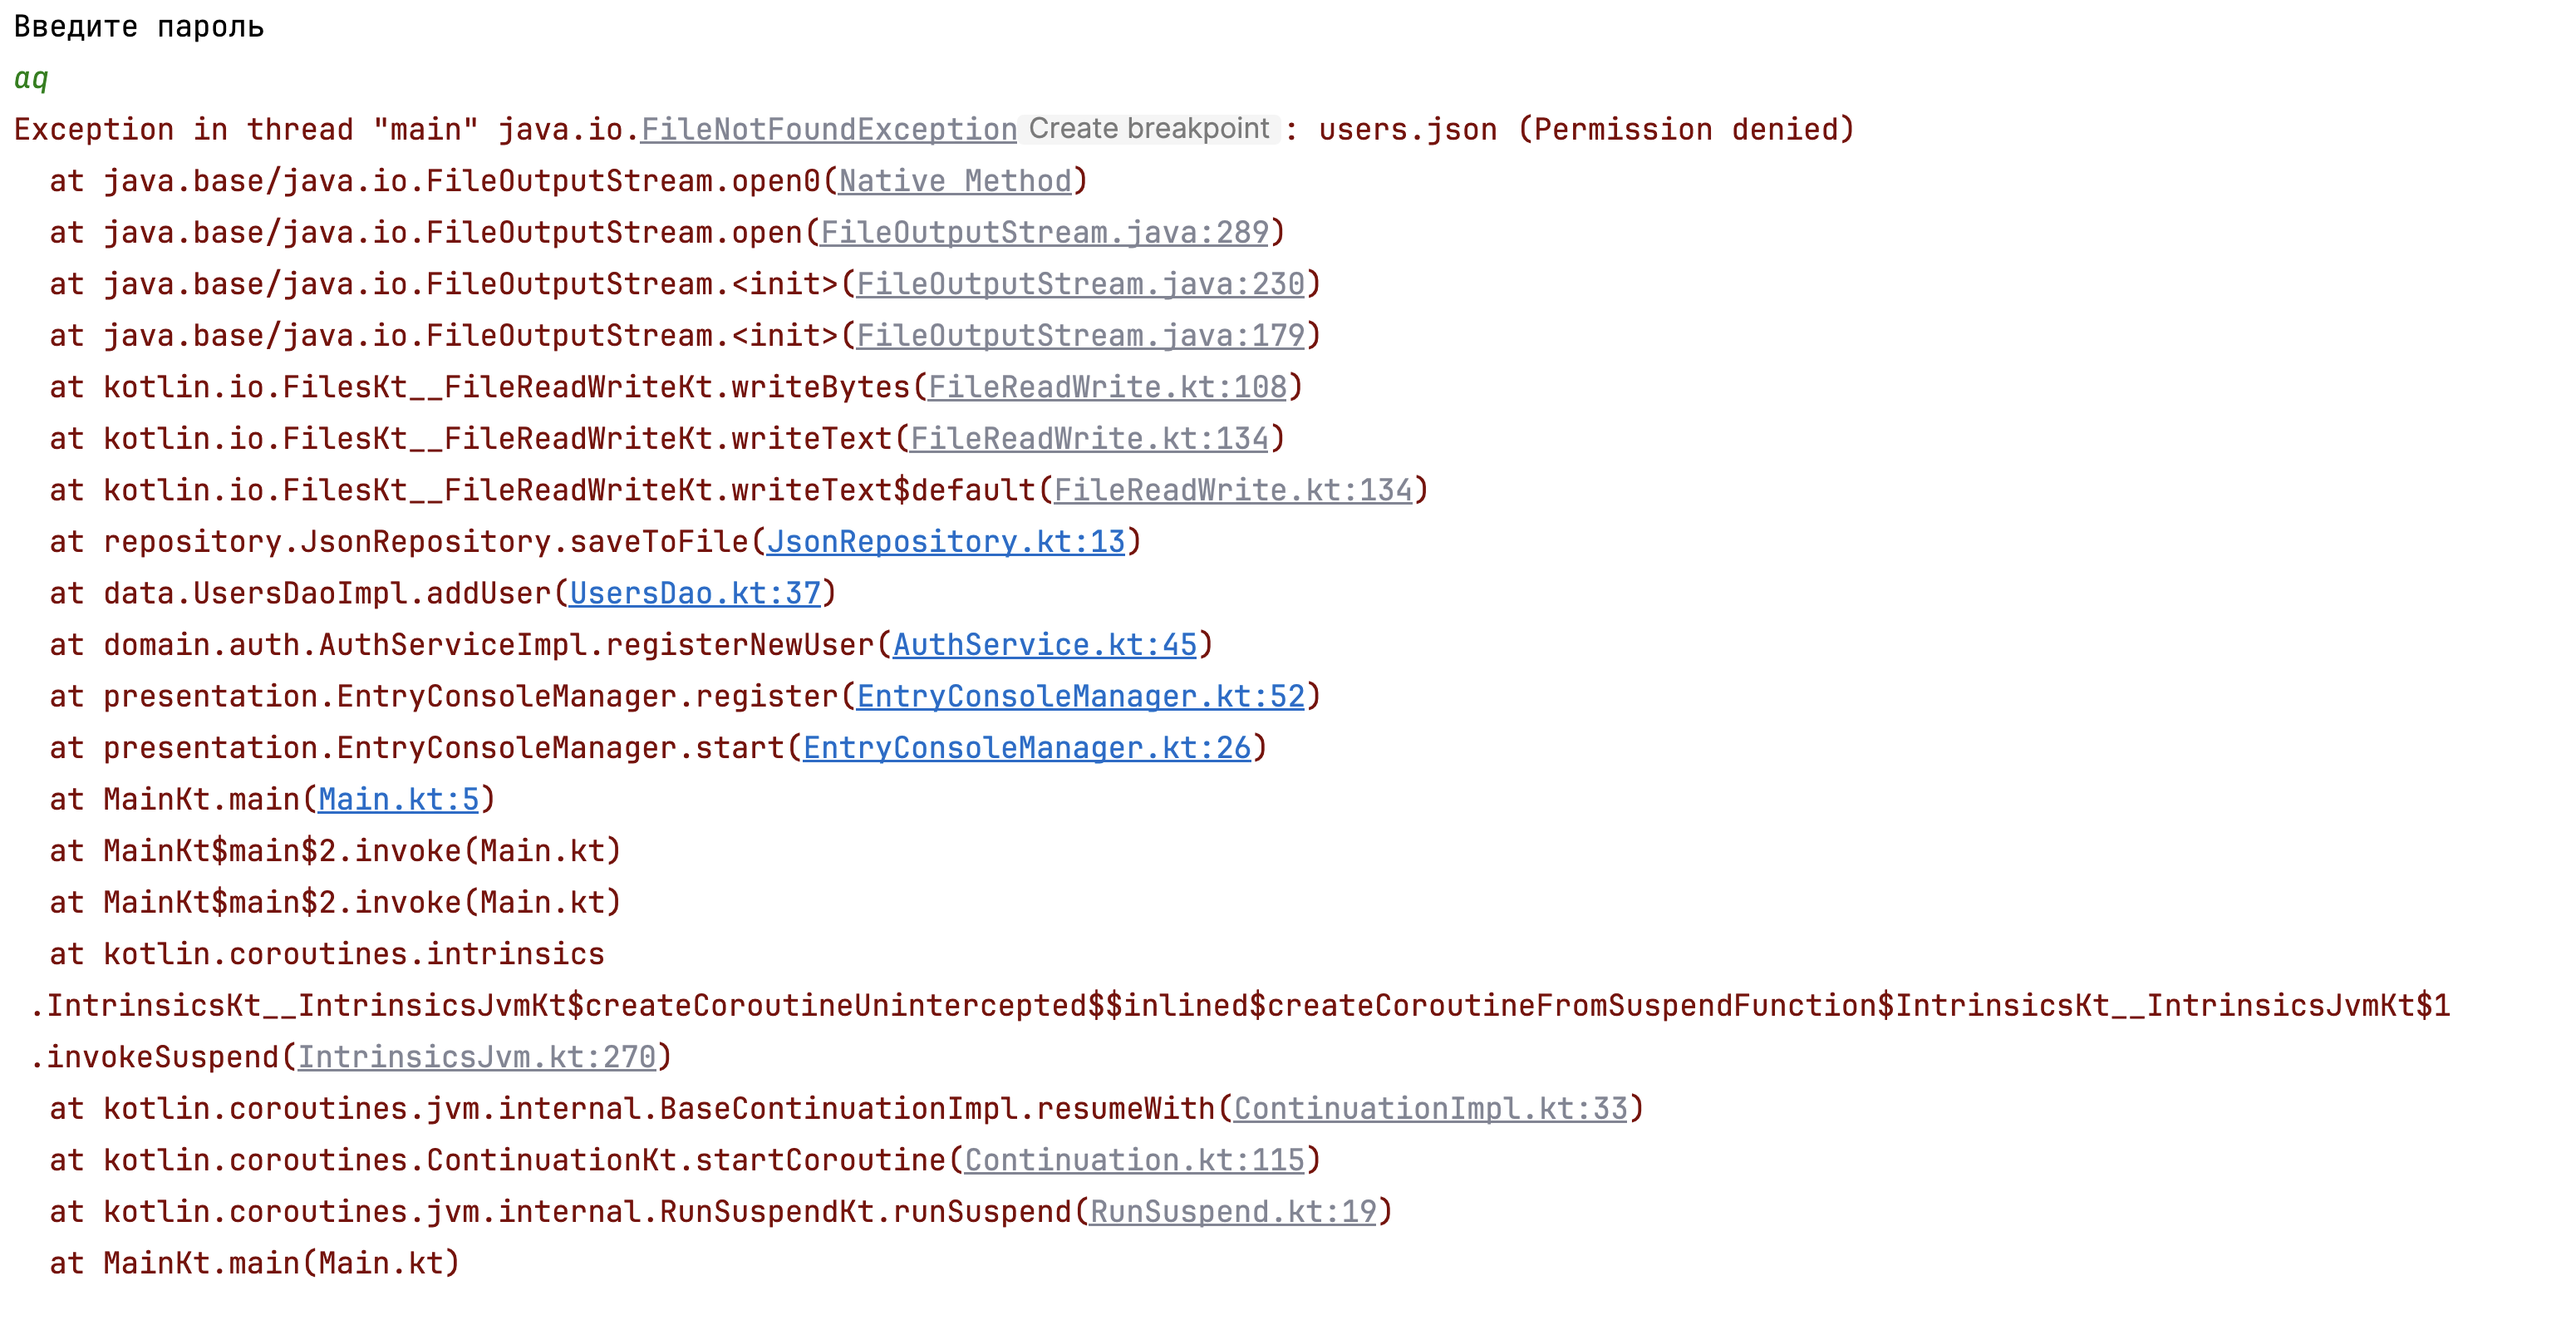 Введите пароль
aq
Exception in thread "main" java.io.FileNotFoundException Create breakpoint : users.json (Permission denied)
at java.base/java.io.FileOutputStream.open0(Native Method)
at java.base/java.io.FileOutputStream.open(FileOutputStream.java:289)
at java.base/java.io.FileOutputStream.<init>(FileOutputStream.java:230)
at java.base/java.io.FileOutputStream.<init>(FileOutputStream.java:179)
at kotlin.io.FilesKt__FileReadWriteKt.writeBytes(FileReadWrite.kt:108)
at kotlin.io.FilesKt__FileReadWriteKt.writeText(FileReadWrite.kt:134)
at kotlin.io.FilesKt__FileReadWriteKt.writeText$default(FileReadWrite.kt:134)
at repository.JsonRepository.saveToFile(JsonRepository.kt:13)
at data.UsersDaoImpl.addUser(UsersDao.kt:37)
at domain.auth.AuthServiceImpl.registerNewUser(AuthService.kt:45)
at presentation.EntryConsoleManager.register(EntryConsoleManager.kt:52)
at presentation.EntryConsoleManager.start(EntryConsoleManager.kt:26)
at MainKt.main(Main.kt:5)
at MainKt$main$2.invoke(Main.kt)
at MainKt$main$2.invoke(Main.kt)
at kotlin.coroutines.intrinsics
.IntrinsicsKt__IntrinsicsJvmKt$createCoroutineUnintercepted$$inlined$createCoroutineFromSuspendFunction$IntrinsicsKt__IntrinsicsJvmKt$1
.invokeSuspend(IntrinsicsJvm.kt:270)
at kotlin.coroutines.jvm.internal.BaseContinuationImpl.resumeWith(ContinuationImpl.kt:33)
at kotlin.coroutines.ContinuationKt.startCoroutine(Continuation.kt:115)
at kotlin.coroutines.jvm.internal.RunSuspendKt.runSuspend(RunSuspend.kt:19)
at MainKt.main(Main.kt)